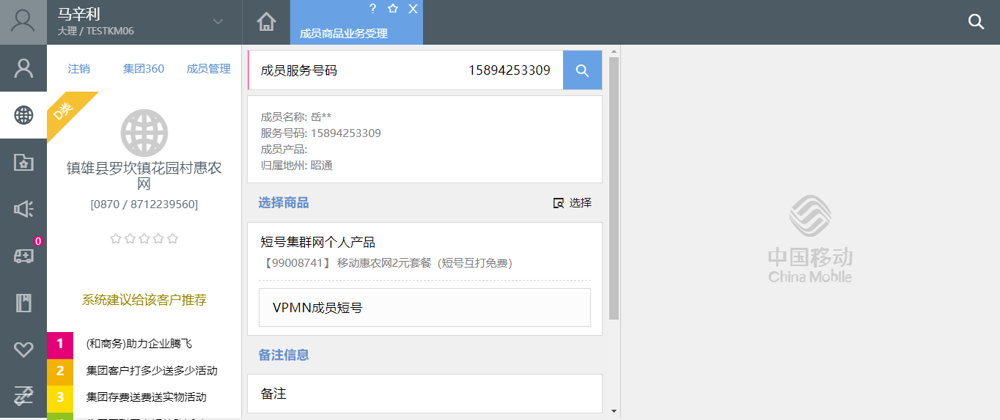 马辛利
大理 / TESTKM06
? X
成员商品业务受理
注销 集团360 成员管理
D类
镇雄县罗坎镇花园村惠农
网
[0870 / 8712239560]
0
系统建议给该客户推荐
1 (和商务)助力企业腾飞
2 集团客户打多少送多少活动
3 集团存费送费送实物活动
成员服务号码 15894253309
成员名称: 岳**
服务号码: 15894253309
成员产品:
归属地州: 昭通
选择商品 选择
短号集群网个人产品
【99008741】 移动惠农网2元套餐（短号互打免费）
VPMN成员短号
备注信息
备注
中国移动
China Mobile